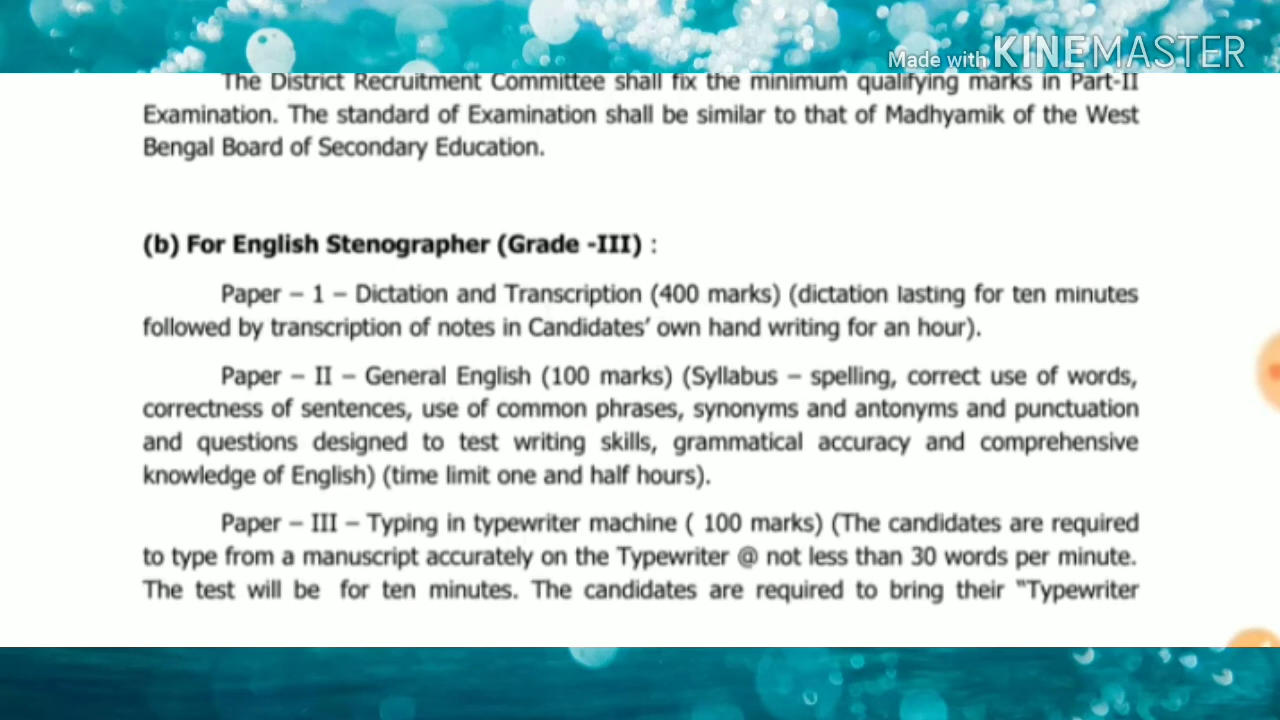 Made with KINEMASTER
The District Recruitment Committee shall fix the minimum qualifying marks in Part-II
Examination. The standard of Examination shall be similar to that of Madhyamik of the West
Bengal Board of Secondary Education.
(b) For English Stenographer (Grade -III) :
Paper – 1 – Dictation and Transcription (400 marks) (dictation lasting for ten minutes
followed by transcription of notes in Candidates' own hand writing for an hour).
Paper – II – General English (100 marks) (Syllabus – spelling, correct use of words,
correctness of sentences, use of common phrases, synonyms and antonyms and punctuation
and questions designed to test writing skills, grammatical accuracy and comprehensive
knowledge of English) (time limit one and half hours).
Paper – III – Typing in typewriter machine ( 100 marks) (The candidates are required
to type from a manuscript accurately on the Typewriter @ not less than 30 words per minute.
The test will be for ten minutes. The candidates are required to bring their "Typewriter